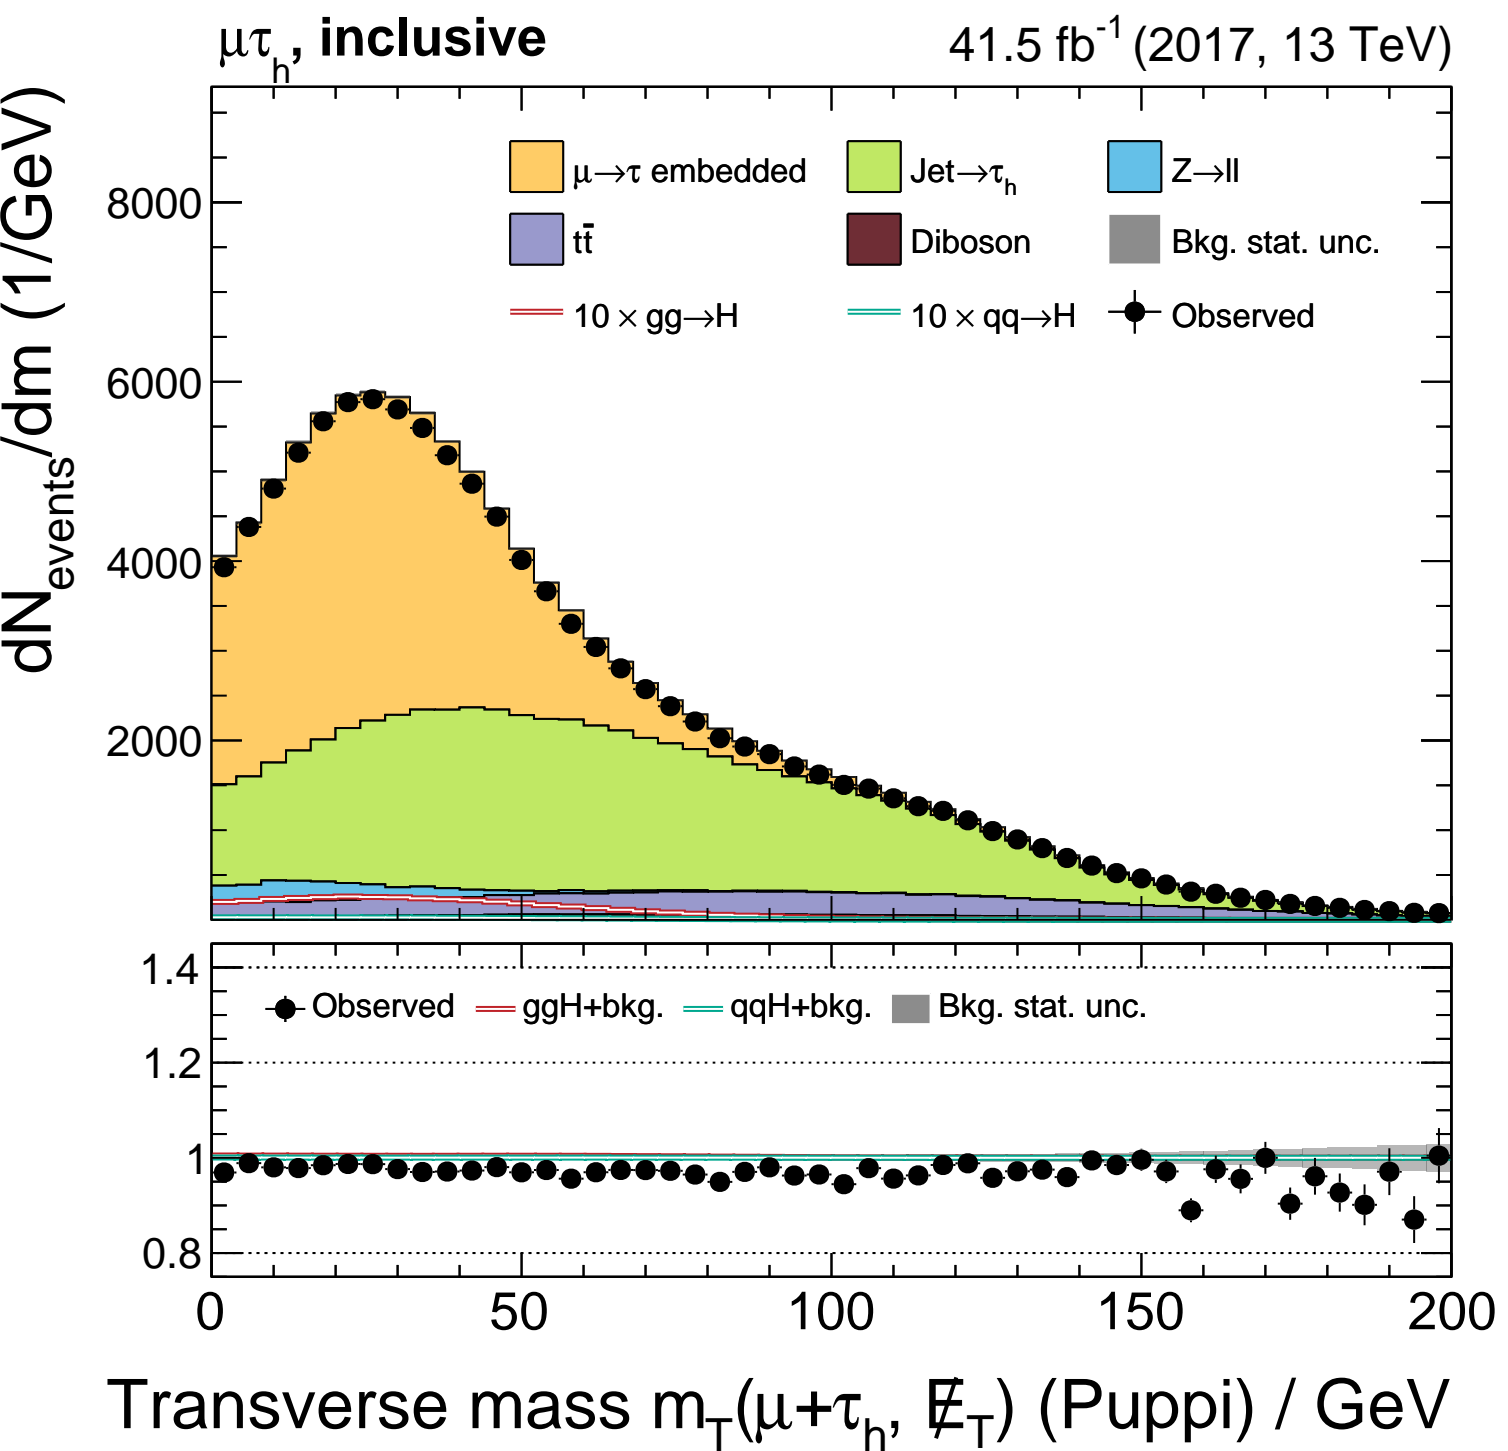 μτh, inclusive
41.5 fb-1 (2017, 13 TeV)
dNevents/dm (1/GeV)
8000
6000
4000
2000
μ→τ embedded
Jet→τh
Z→ll
tt̄
Diboson
Bkg. stat. unc.
10 × gg→H
10 × qq→H
Observed
1.4
1.2
1
0.8
Observed
ggH+bkg.
qqH+bkg.
Bkg. stat. unc.
0
50
100
150
200
Transverse mass mT(μ+τh, E̸T) (Puppi) / GeV